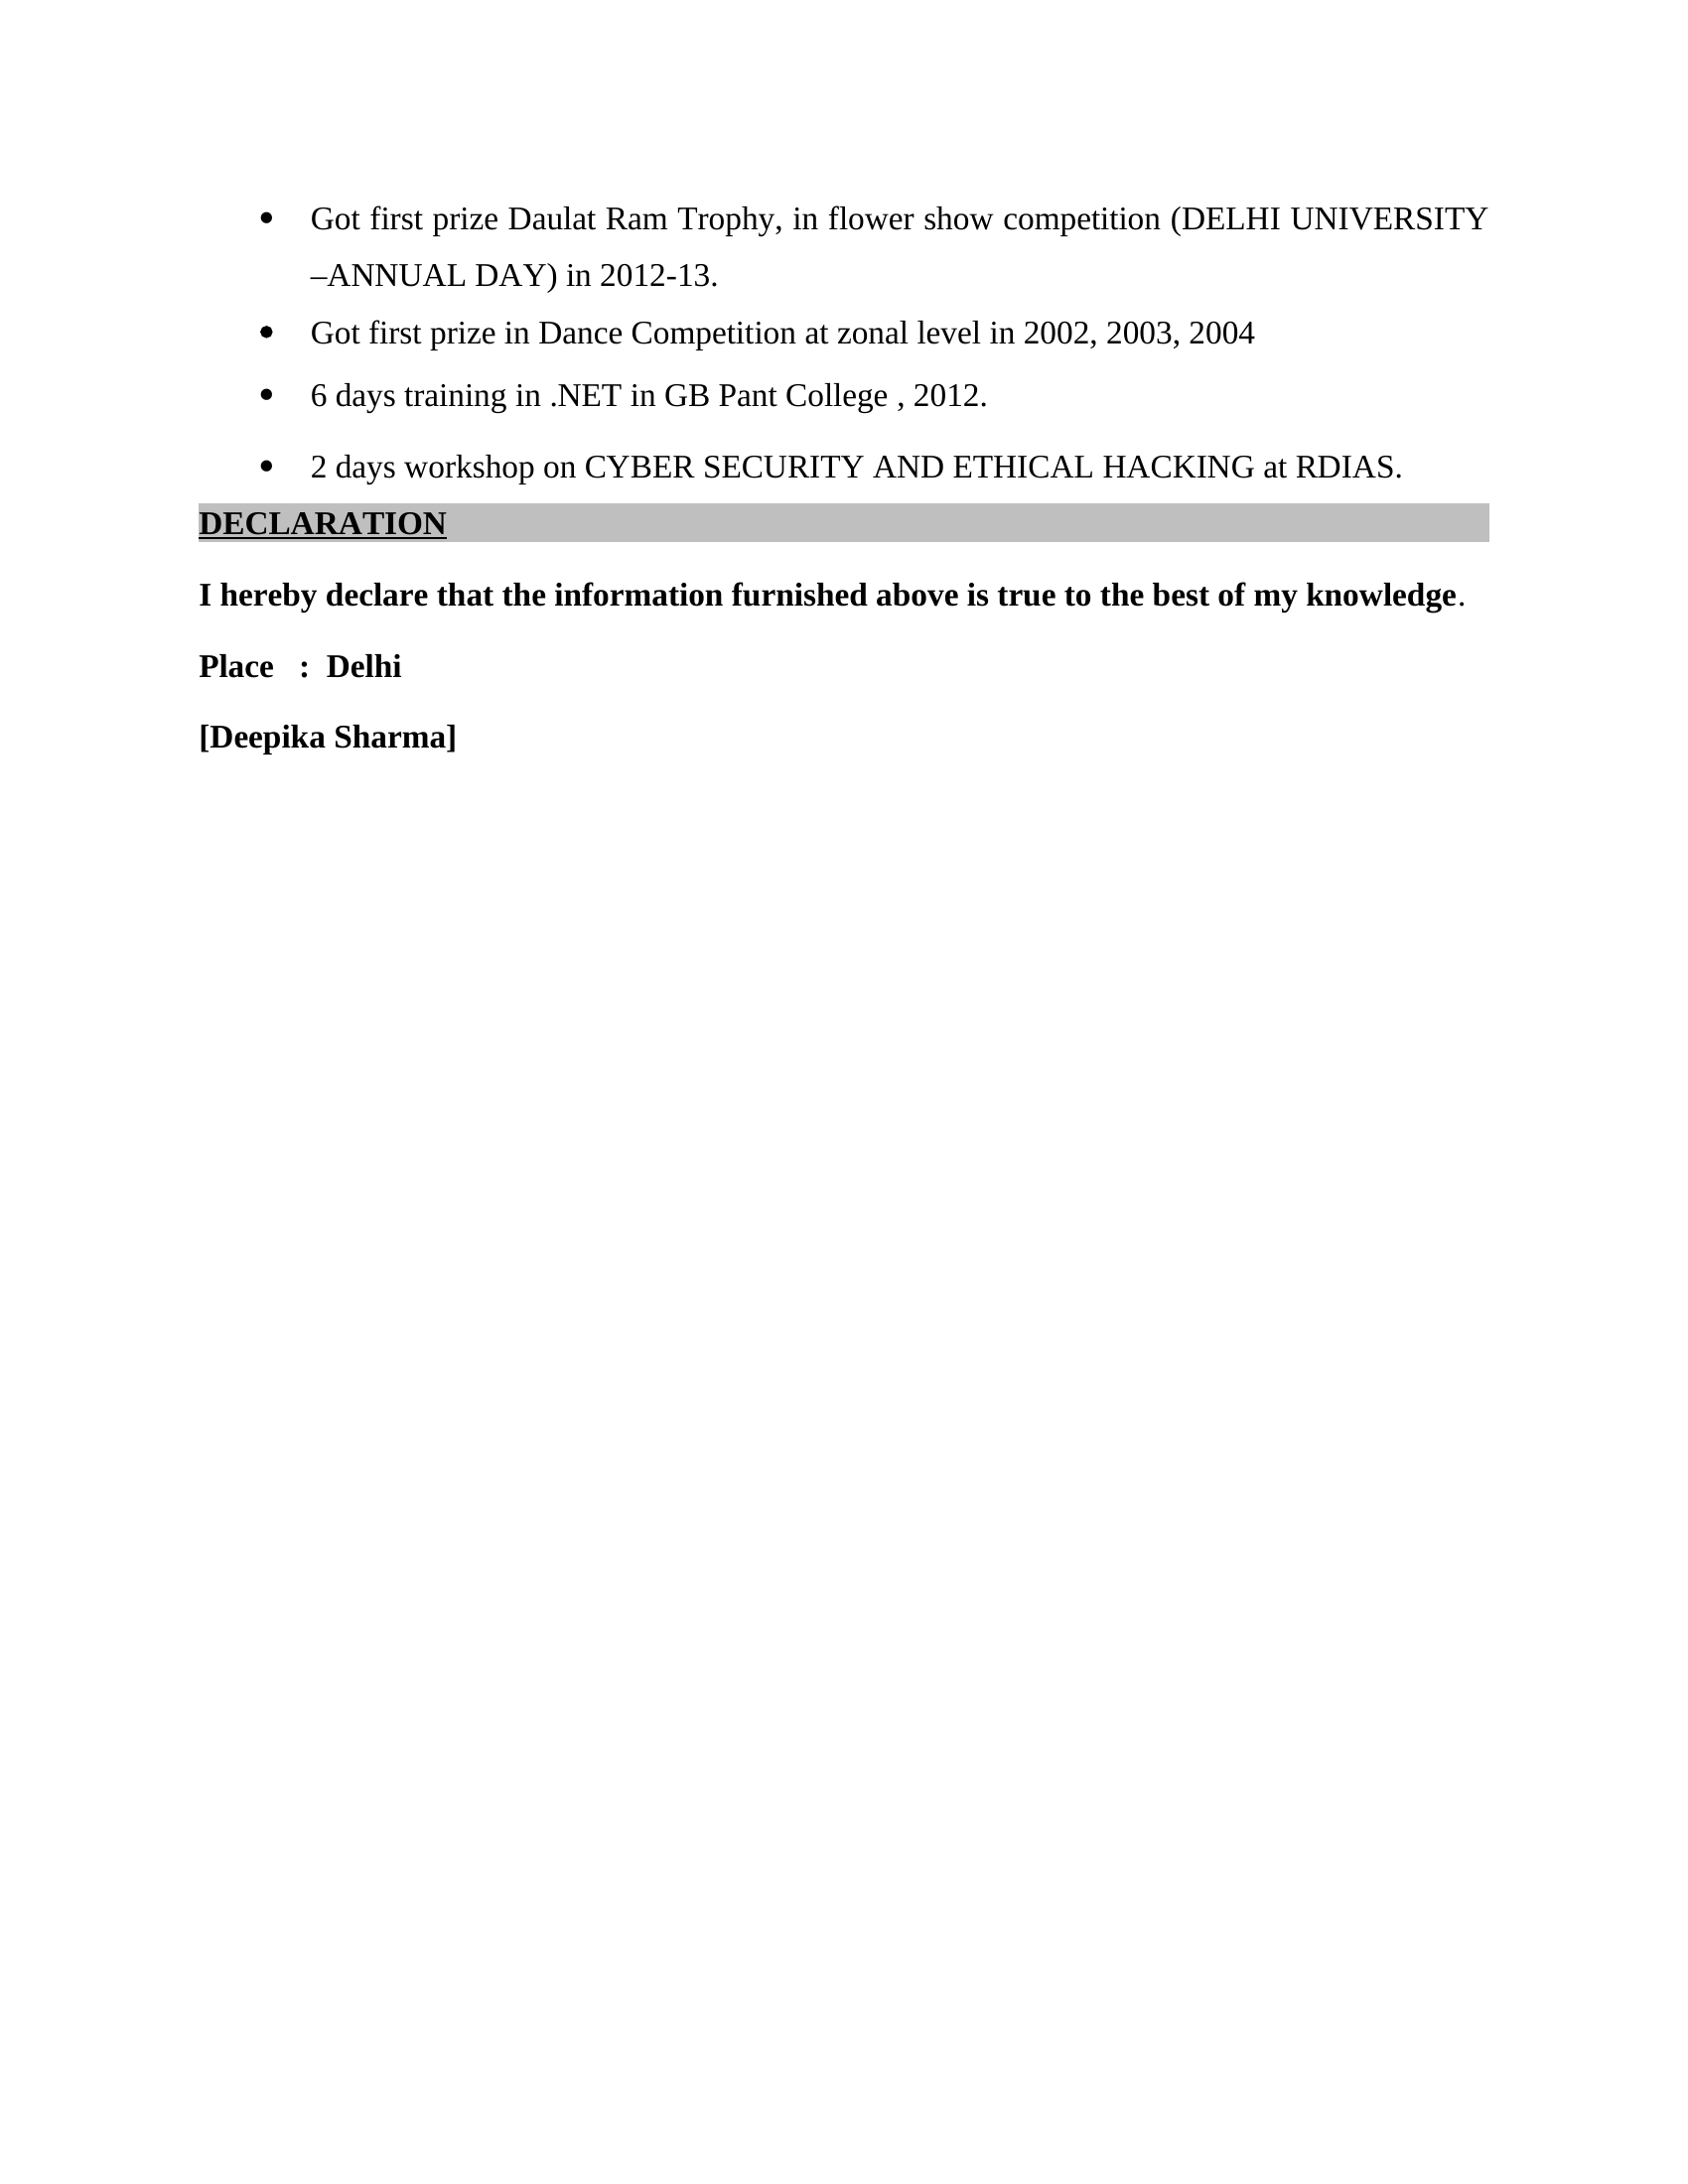 • Got first prize Daulat Ram Trophy, in flower show competition (DELHI UNIVERSITY
–ANNUAL DAY) in 2012-13.
• Got first prize in Dance Competition at zonal level in 2002, 2003, 2004
• 6 days training in .NET in GB Pant College , 2012.
• 2 days workshop on CYBER SECURITY AND ETHICAL HACKING at RDIAS.
DECLARATION
I hereby declare that the information furnished above is true to the best of my knowledge.
Place : Delhi
[Deepika Sharma]